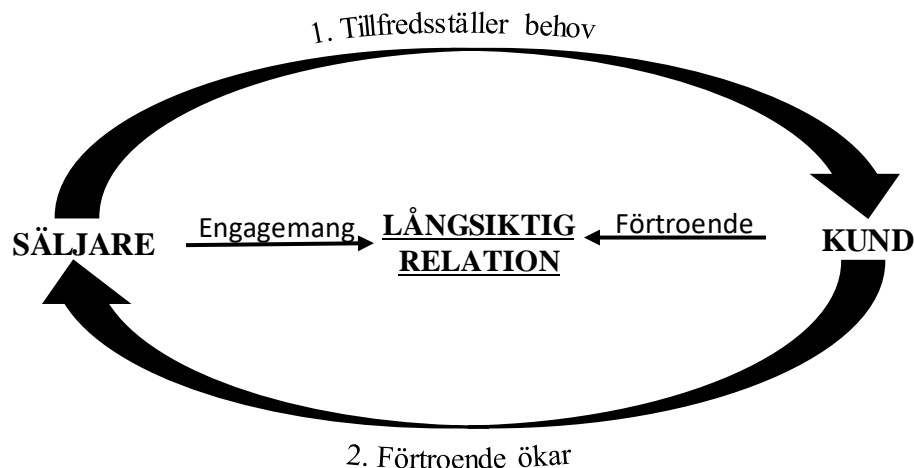 1. Tillfredsställer behov
SÄLJARE
Engagemang
LÅNGSIKTIG
RELATION
Förtroende
KUND
2. Förtroende ökar